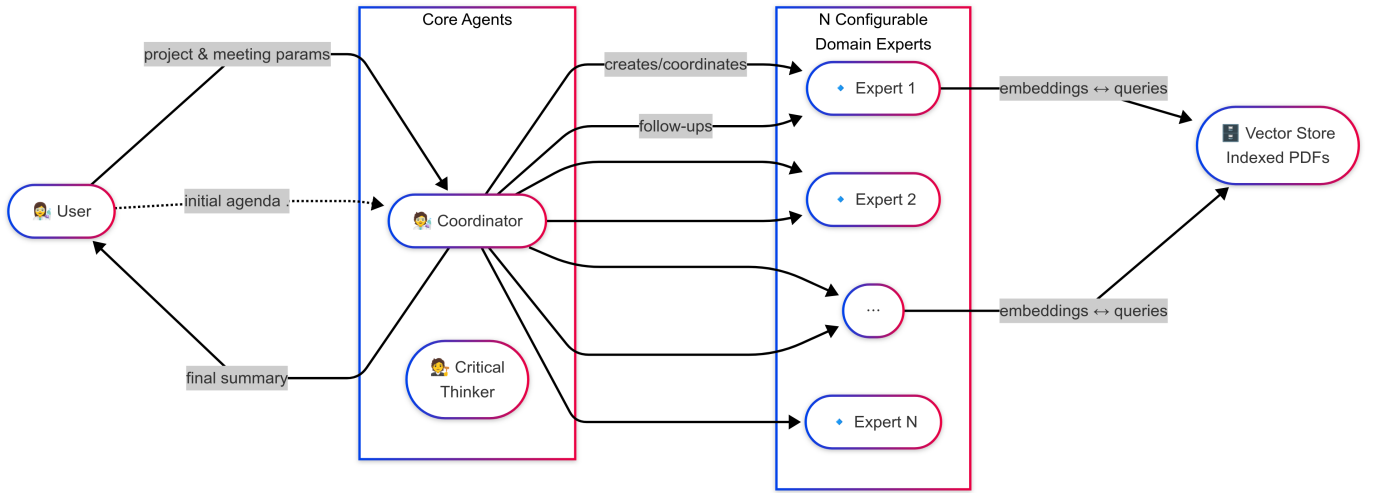 Core Agents
N Configurable
Domain Experts
project & meeting params
creates/coordinates
Expert 1
embeddings ↔ queries
follow-ups
Vector Store
Indexed PDFs
User
initial agenda .
Coordinator
Expert 2
...
embeddings ↔ queries
Critical
Thinker
final summary
Expert N